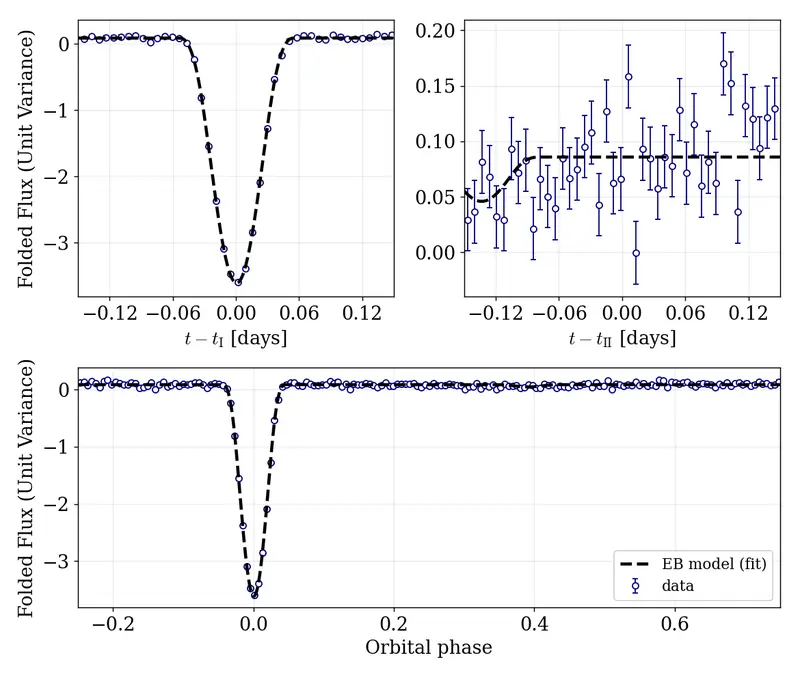 Folded Flux (Unit Variance)
0
−1
−2
−3
−0.12 −0.06 0.00 0.06 0.12
t − t_I [days]
0.20
0.15
0.10
0.05
0.00
−0.12 −0.06 0.00 0.06 0.12
t − t_II [days]
Folded Flux (Unit Variance)
0
−1
−2
−3
−0.2 0.0 0.2 0.4 0.6
Orbital phase
EB model (fit)
data